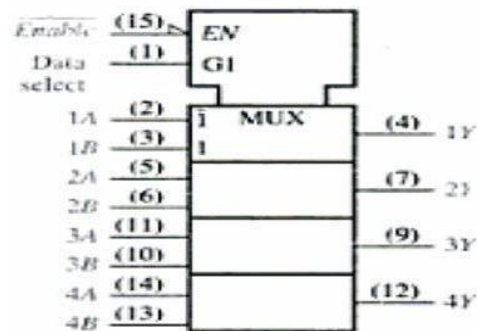 Enable (15) EN
Data select (1) G1
1A (2) 1 MUX (4) 1Y
1B (3) 1
2A (5) (7) 2Y
2B (6)
3A (11) (9) 3Y
3B (10)
4A (14) (12) 4Y
4B (13)